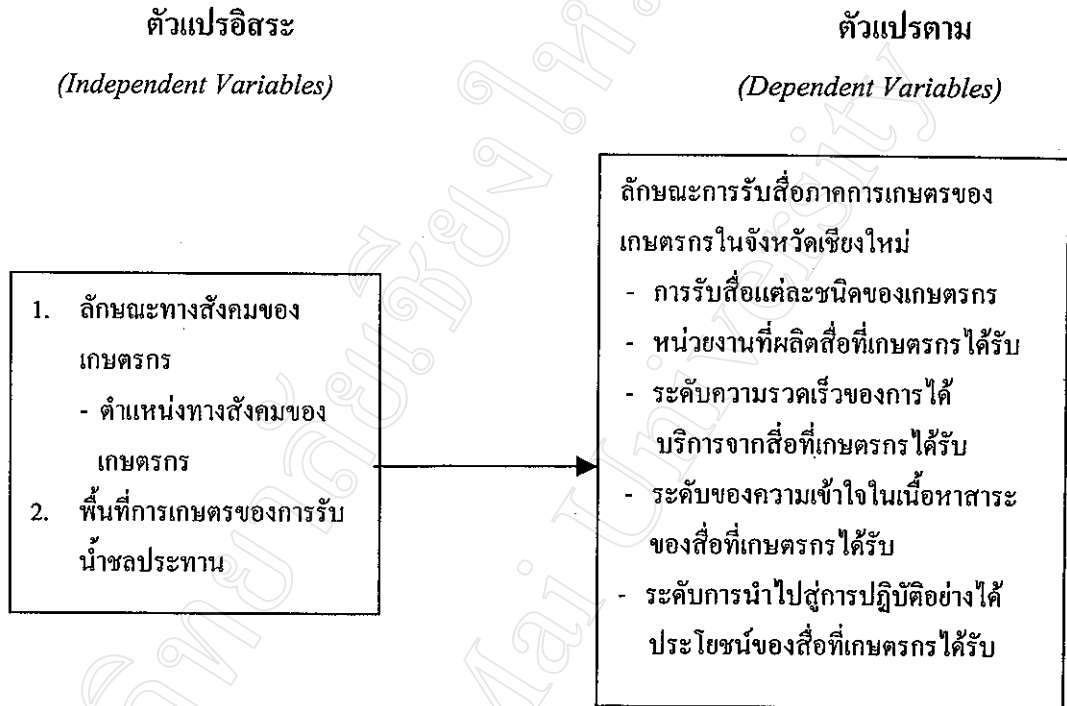 ตัวแปรอิสระ
(Independent Variables)
ตัวแปรตาม
(Dependent Variables)
1. ลักษณะทางสังคมของ
เกษตรกร
- ตำแหน่งทางสังคมของ
เกษตรกร
2. พื้นที่การเกษตรของการรับ
น้ำชลประทาน
ลักษณะการรับสื่อภาคการเกษตรของ
เกษตรกรในจังหวัดเชียงใหม่
- การรับสื่อแต่ละชนิดของเกษตรกร
- หน่วยงานที่ผลิตสื่อที่เกษตรกรได้รับ
- ระดับความรวดเร็วของการได้
บริการจากสื่อที่เกษตรกรได้รับ
- ระดับของความเข้าใจในเนื้อหาสาระ
ของสื่อที่เกษตรกรได้รับ
- ระดับการนำไปสู่การปฏิบัติอย่างได้
ประโยชน์ของสื่อที่เกษตรกรได้รับ